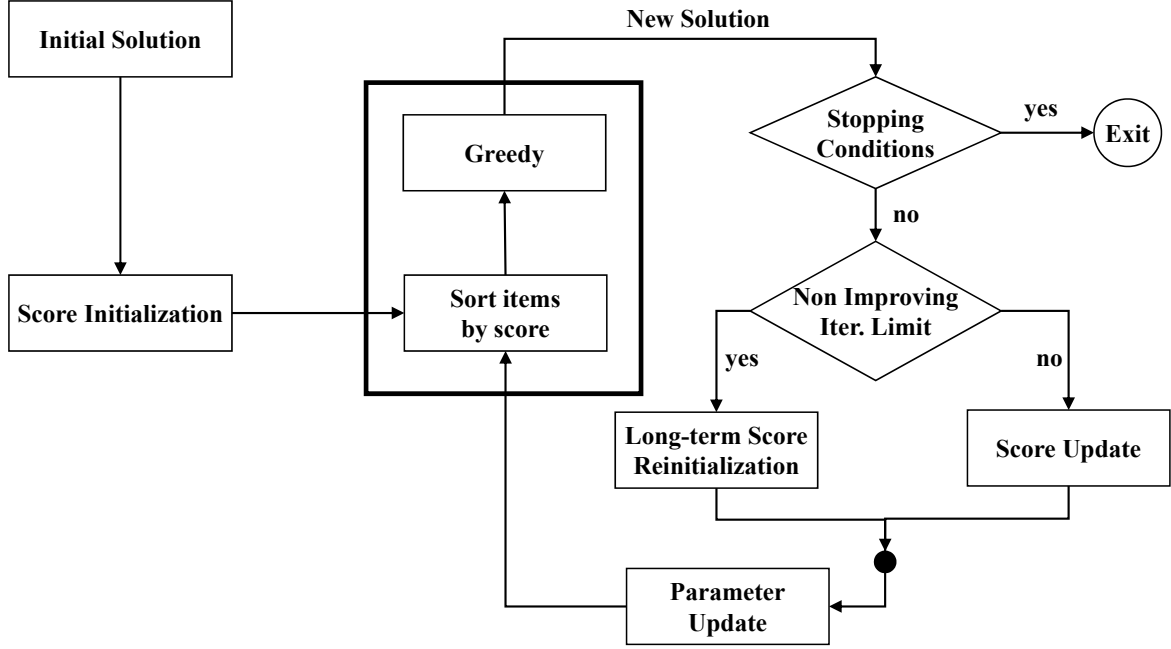 New Solution
Initial Solution
Greedy
Stopping
Conditions
yes
Exit
no
Score Initialization
Sort items
by score
Non Improving
Iter. Limit
yes
no
Long-term Score
Reinitialization
Score Update
Parameter
Update